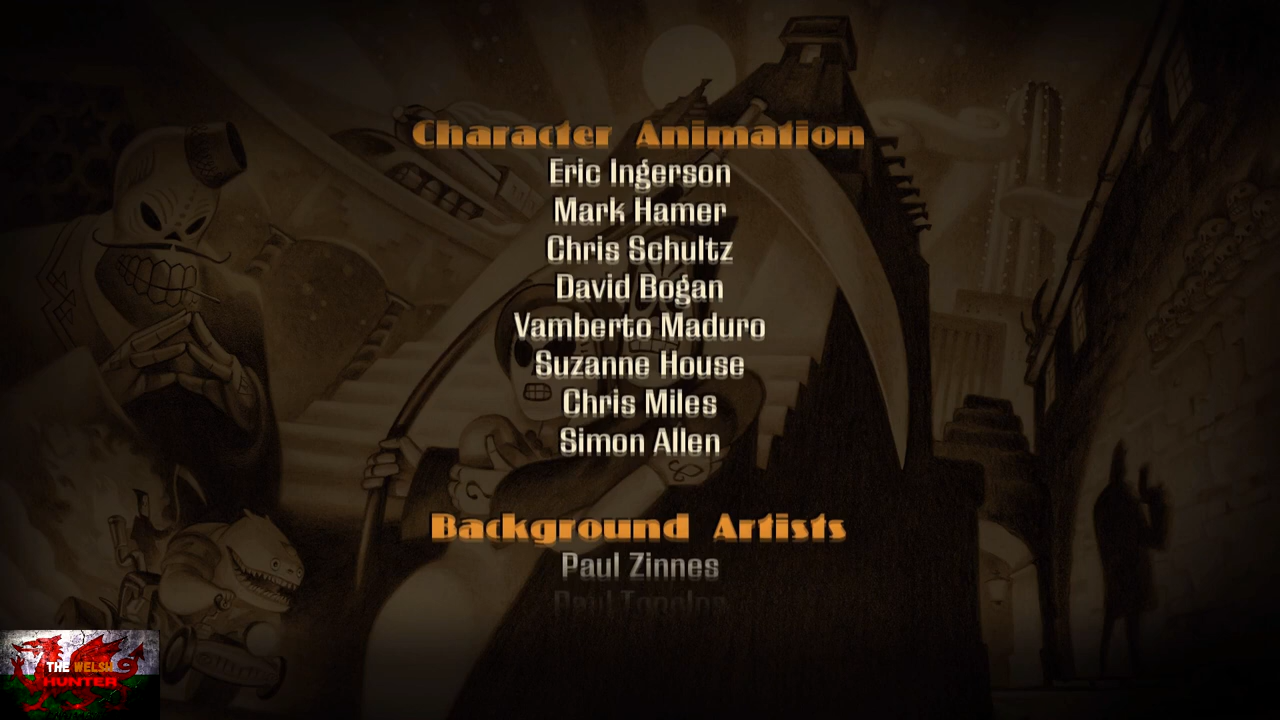 Character Animation
Eric Ingerson
Mark Hamer
Chris Schultz
David Bogan
Vamberto Maduro
Suzanne House
Chris Miles
Simon Allen
Background Artists
Paul Zinnes
Paul
THE WELSH
HUNTER